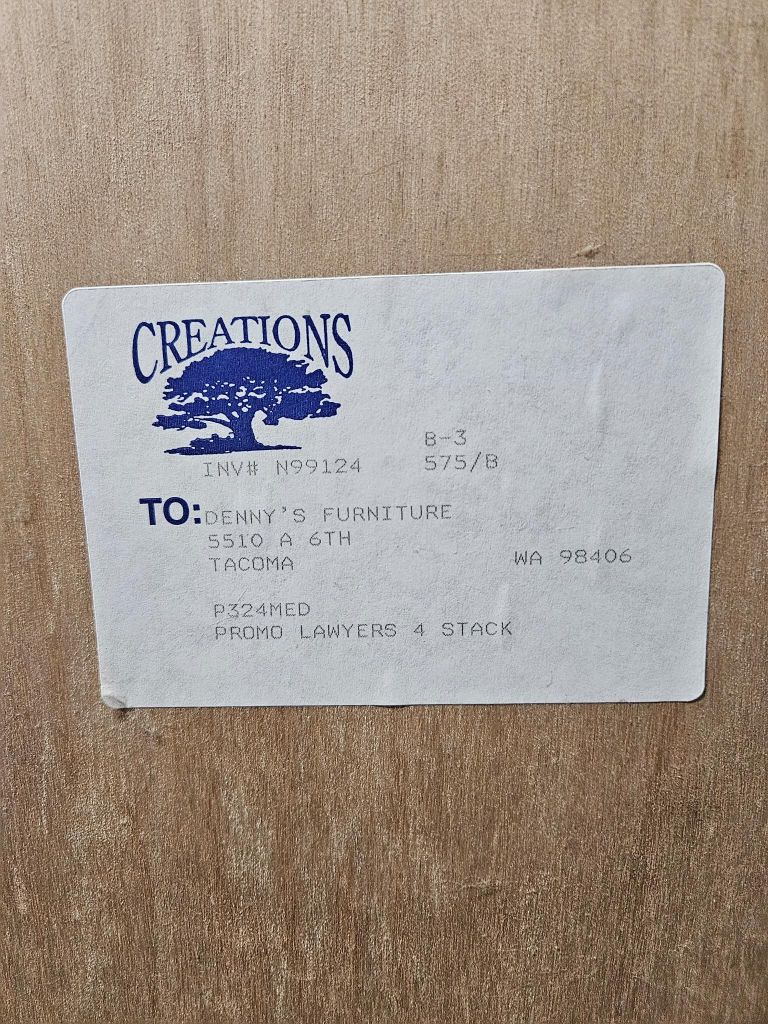 CREATIONS
B-3
INV# N99124 575/B
TO: DENNY'S FURNITURE
5510 A 6TH
TACOMA WA 98406
P324MED
PROMO LAWYERS 4 STACK